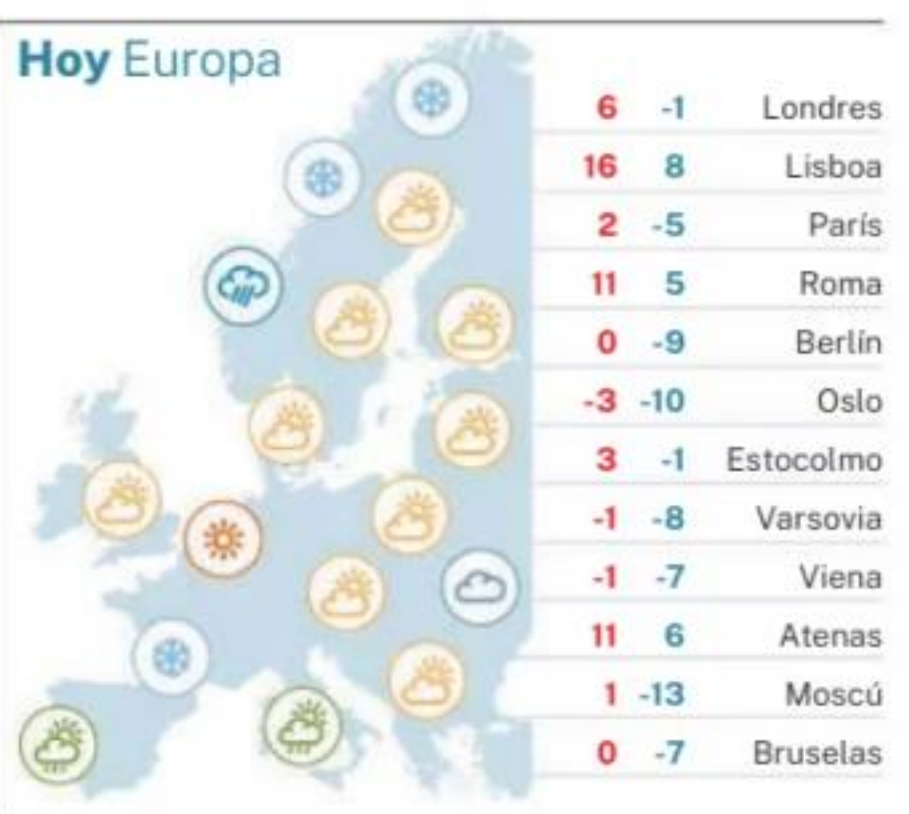 Hoy Europa
6 -1 Londres
16 8 Lisboa
2 -5 París
11 5 Roma
0 -9 Berlín
-3 -10 Oslo
3 -1 Estocolmo
-1 -8 Varsovia
-1 -7 Viena
11 6 Atenas
1 -13 Moscú
0 -7 Bruselas